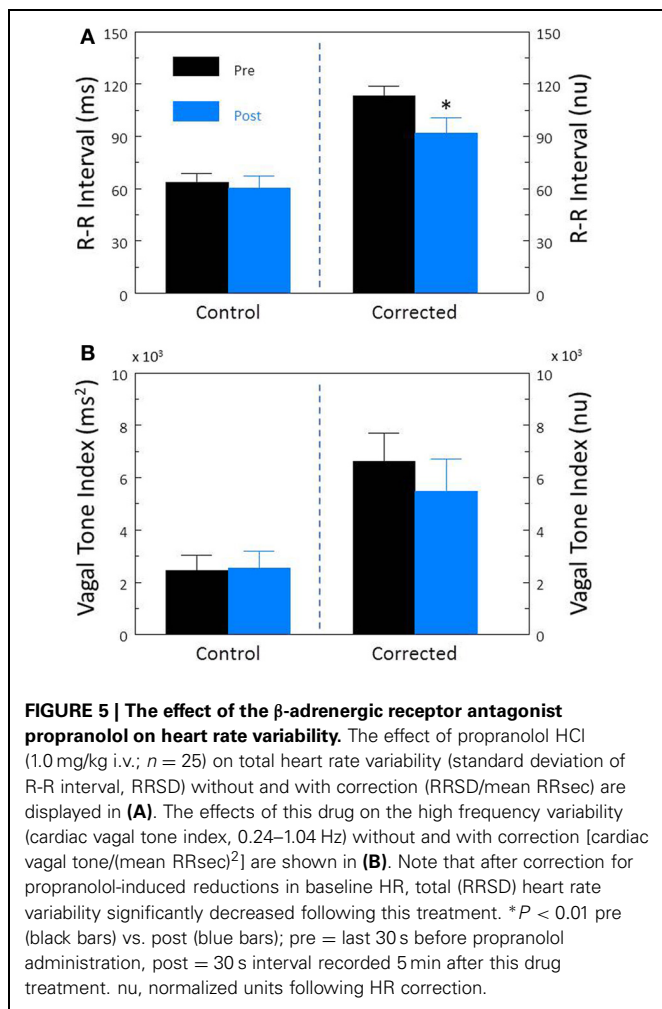 A
150
120
90
60
30
0
R-R Interval (ms)
Pre
Post
*
150
120
90
60
30
0
R-R Interval (nu)
Control Corrected
B
x 10³
10
8
6
4
2
0
Vagal Tone Index (ms²)
x 10³
10
8
6
4
2
0
Vagal Tone Index (nu)
Control Corrected
FIGURE 5 | The effect of the β-adrenergic receptor antagonist
propranolol on heart rate variability. The effect of propranolol HCl
(1.0 mg/kg i.v.; n = 25) on total heart rate variability (standard deviation of
R-R interval, RRSD) without and with correction (RRSD/mean RRsec) are
displayed in (A). The effects of this drug on the high frequency variability
(cardiac vagal tone index, 0.24–1.04 Hz) without and with correction [cardiac
vagal tone/(mean RRsec)²] are shown in (B). Note that after correction for
propranolol-induced reductions in baseline HR, total (RRSD) heart rate
variability significantly decreased following this treatment. *P < 0.01 pre
(black bars) vs. post (blue bars); pre = last 30 s before propranolol
administration, post = 30 s interval recorded 5 min after this drug
treatment. nu, normalized units following HR correction.